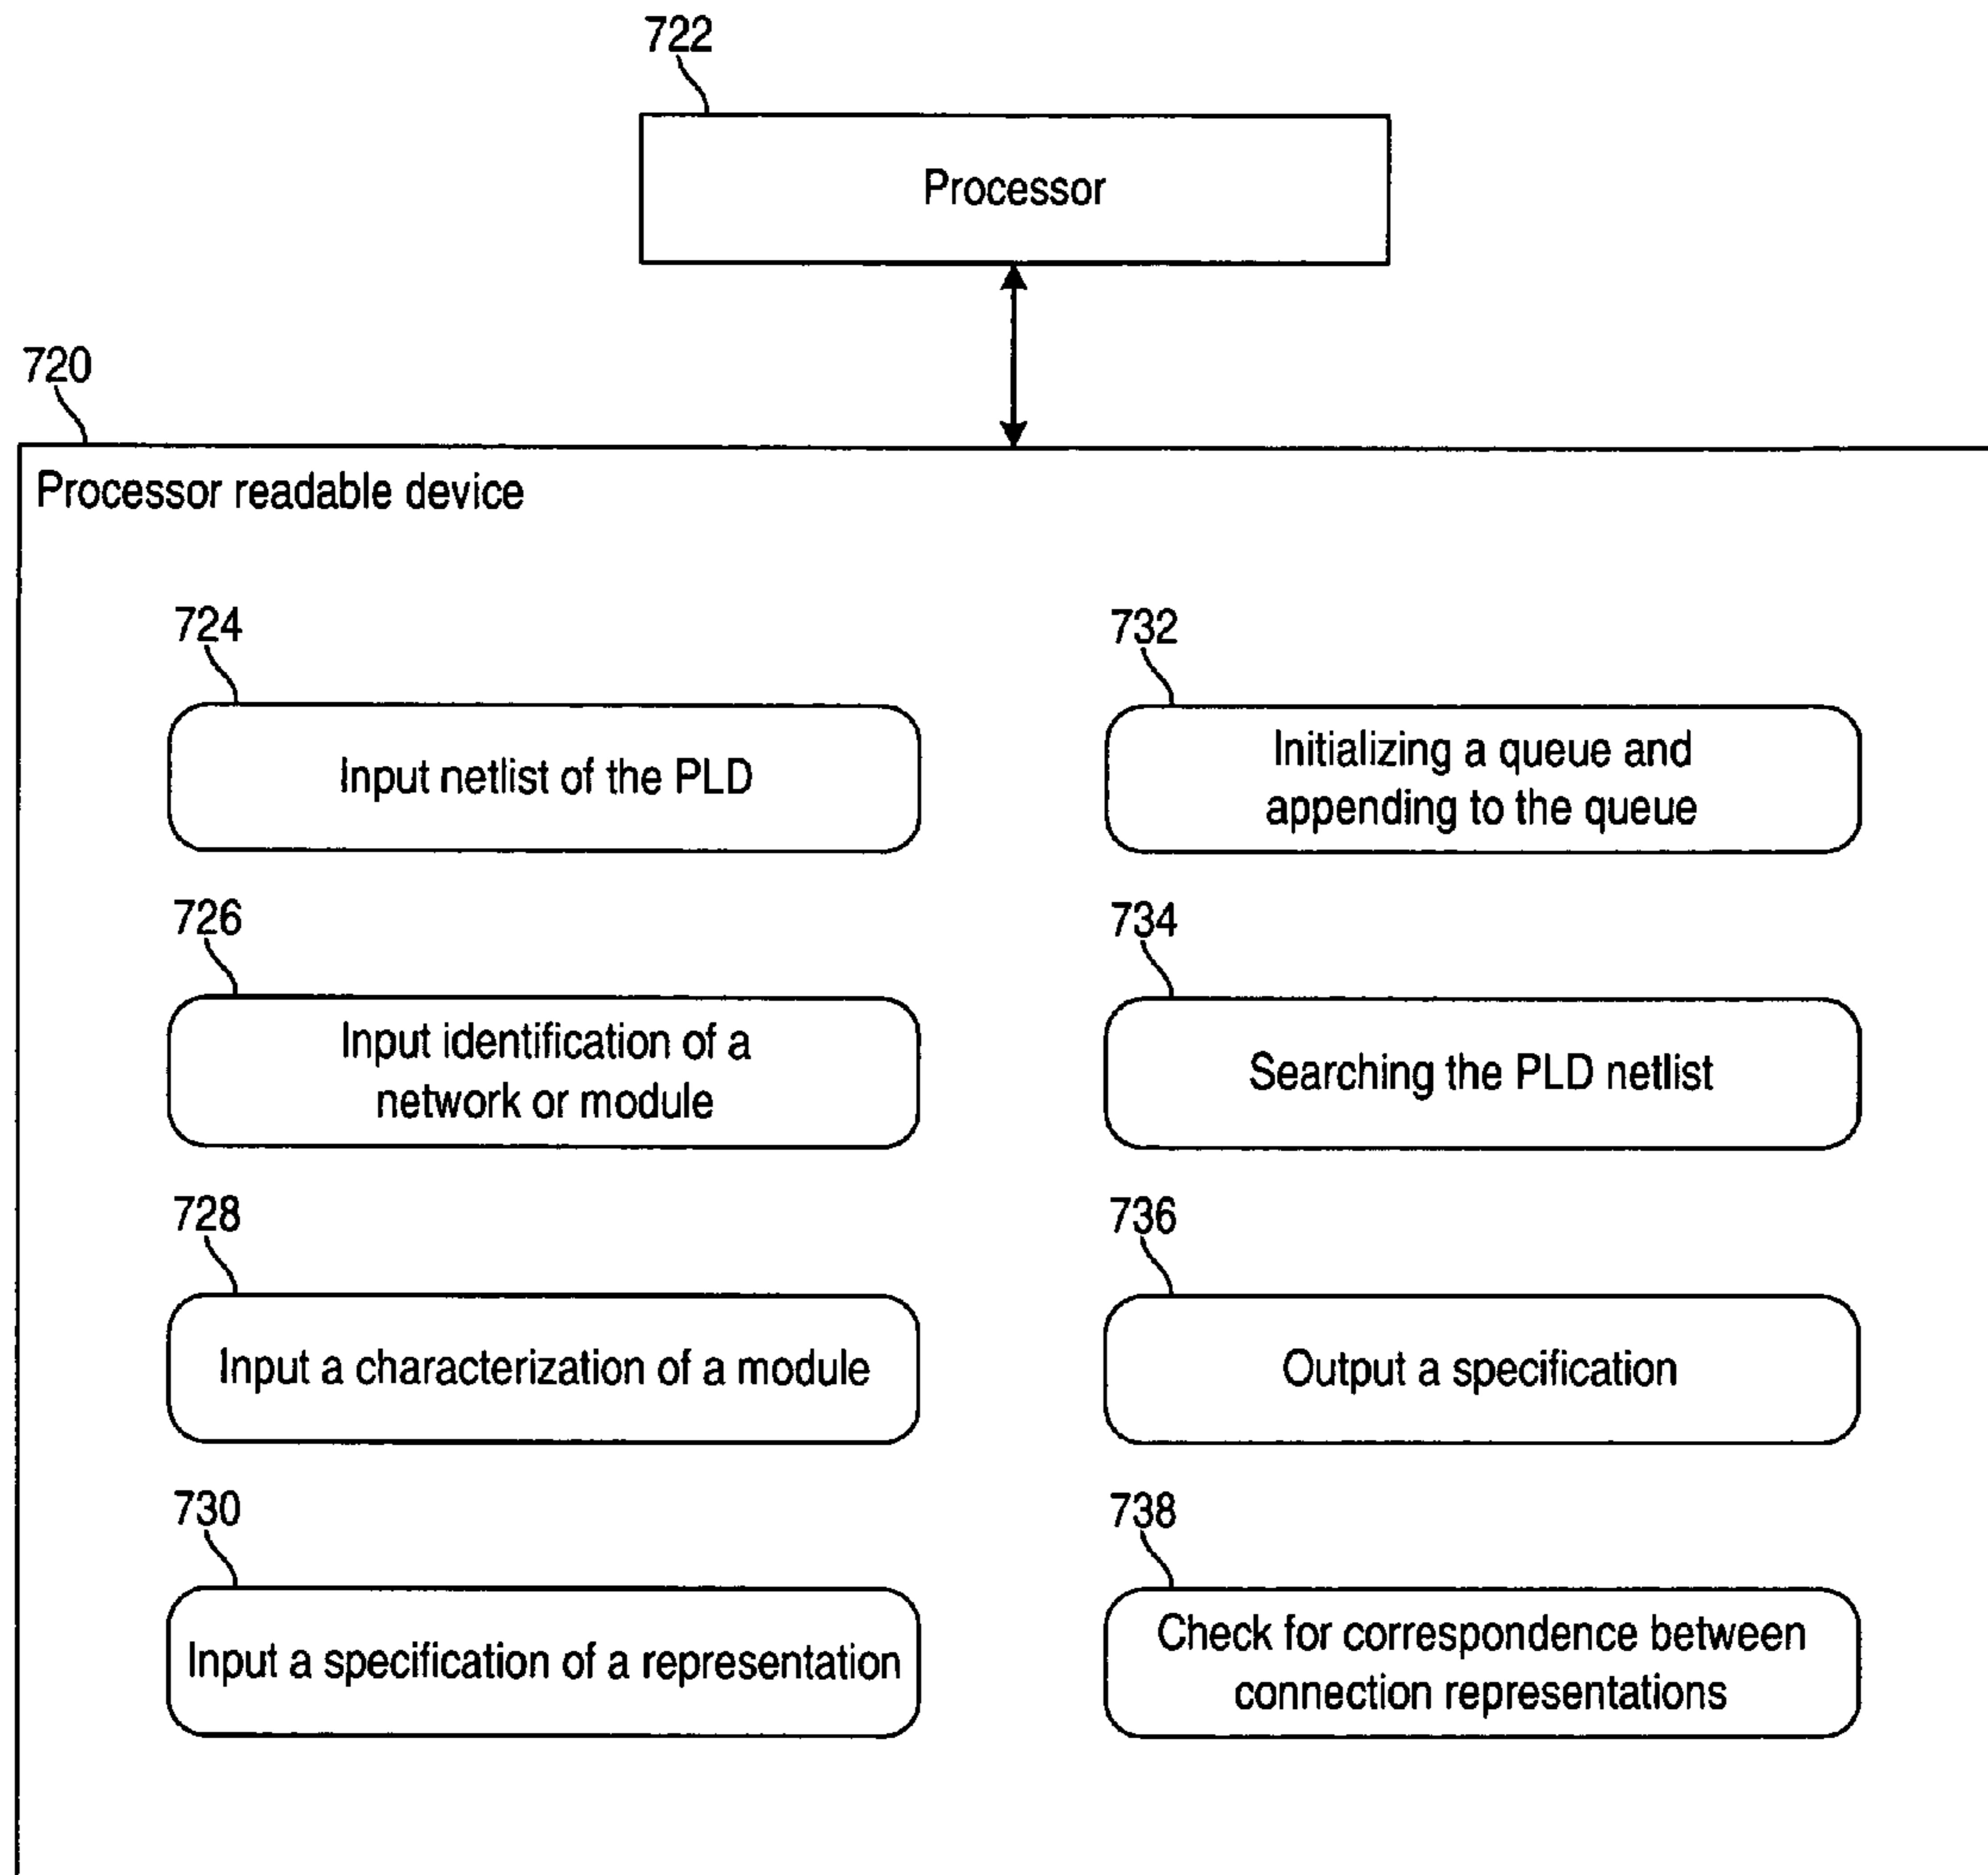 722
Processor
720
Processor readable device
724
Input netlist of the PLD
726
Input identification of a
network or module
728
Input a characterization of a module
730
Input a specification of a representation
732
Initializing a queue and
appending to the queue
734
Searching the PLD netlist
736
Output a specification
738
Check for correspondence between
connection representations